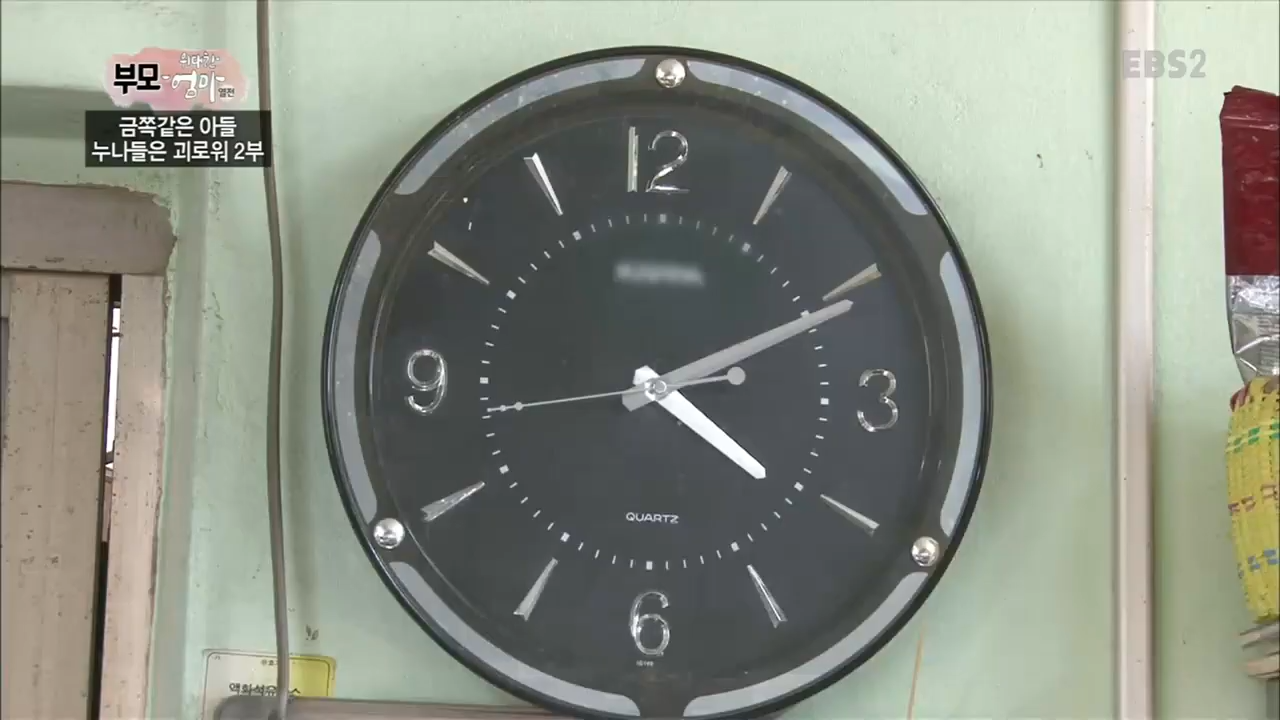 위대한
부모 엄마 열전
EBS2
금쪽같은 아들
누나들은 괴로워 2부
12
9
3
QUARTZ
6